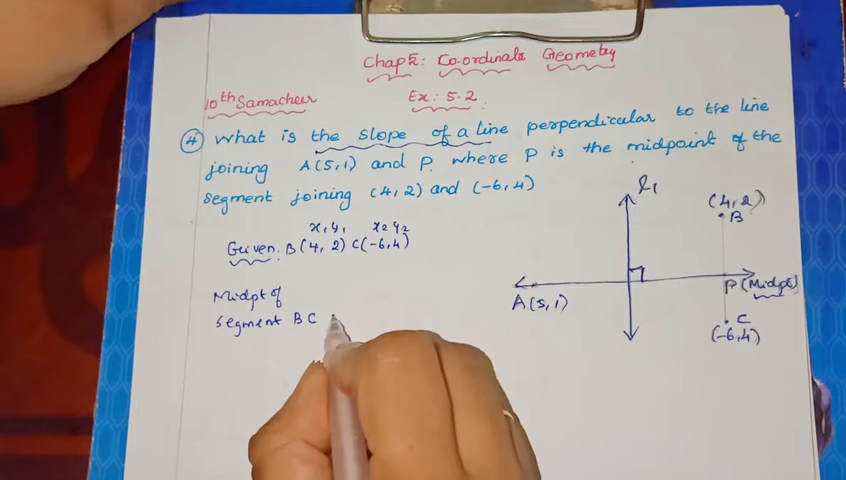 Chap 5: Co-ordinate Geometry
10th Samacheer
Ex: 5.2
④ What is the slope of a line perpendicular to the line
joining A(5,1) and P. where P is the midpoint of the
segment joining (4,2) and (-6,4)
x₁ y₁ x₂ y₂
Given: B(4, 2) C(-6,4)
Midpt of
segment BC
l₁
(4,2)
B
A(5,1)
P(Midpt)
C
(-6,4)